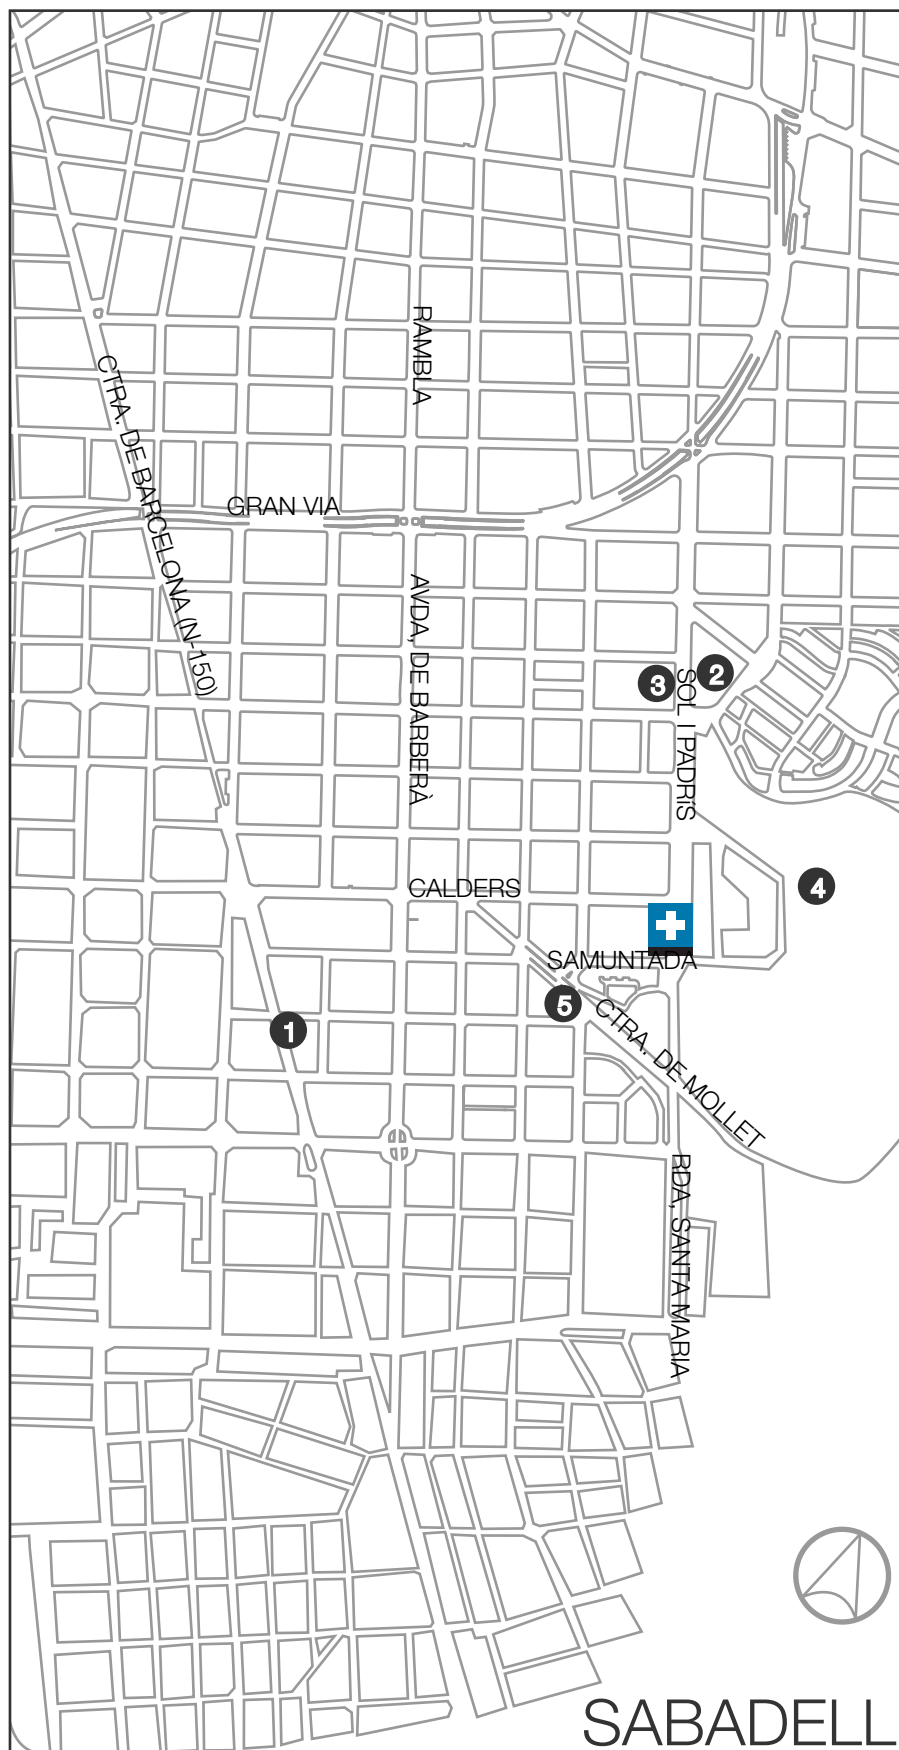 RAMBLA
CTRA. DE BARCELONA (N-150)
GRAN VIA
AVDA, DE BARBERÀ
3
2
SOL I PADRíS
4
CALDERS
SAMUNTADA
5
1
CTRA. DE MOLLET
RDA, SANTA MARIA
SABADELL